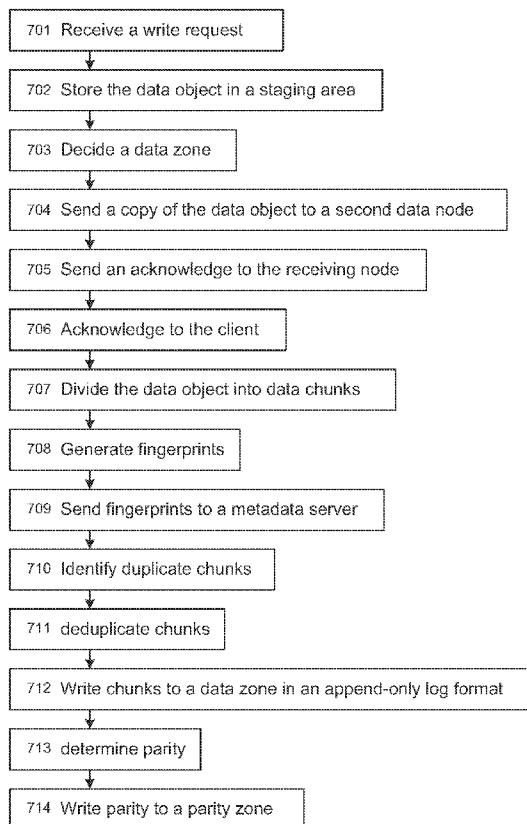 701 Receive a write request
702 Store the data object in a staging area
703 Decide a data zone
704 Send a copy of the data object to a second data node
705 Send an acknowledge to the receiving node
706 Acknowledge to the client
707 Divide the data object into data chunks
708 Generate fingerprints
709 Send fingerprints to a metadata server
710 Identify duplicate chunks
711 deduplicate chunks
712 Write chunks to a data zone in an append-only log format
713 determine parity
714 Write parity to a parity zone